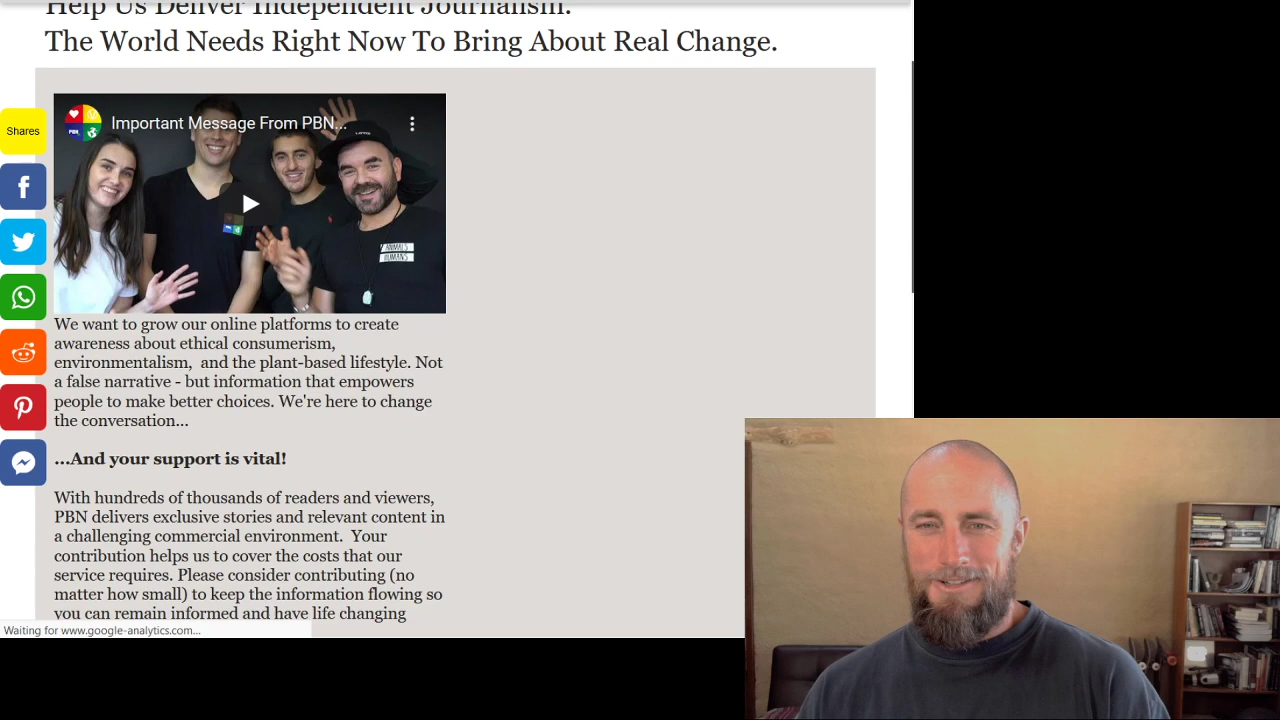 Help Us Deliver Independent Journalism.
The World Needs Right Now To Bring About Real Change.
Important Message From PBN...
PBN
Shares
ANIMALS
HUMANS
We want to grow our online platforms to create
awareness about ethical consumerism,
environmentalism,  and the plant-based lifestyle. Not
a false narrative - but information that empowers
people to make better choices. We're here to change
the conversation...
...And your support is vital!
With hundreds of thousands of readers and viewers,
PBN delivers exclusive stories and relevant content in
a challenging commercial environment.  Your
contribution helps us to cover the costs that our
service requires. Please consider contributing (no
matter how small) to keep the information flowing so
you can remain informed and have life changing
Waiting for www.google-analytics.com...